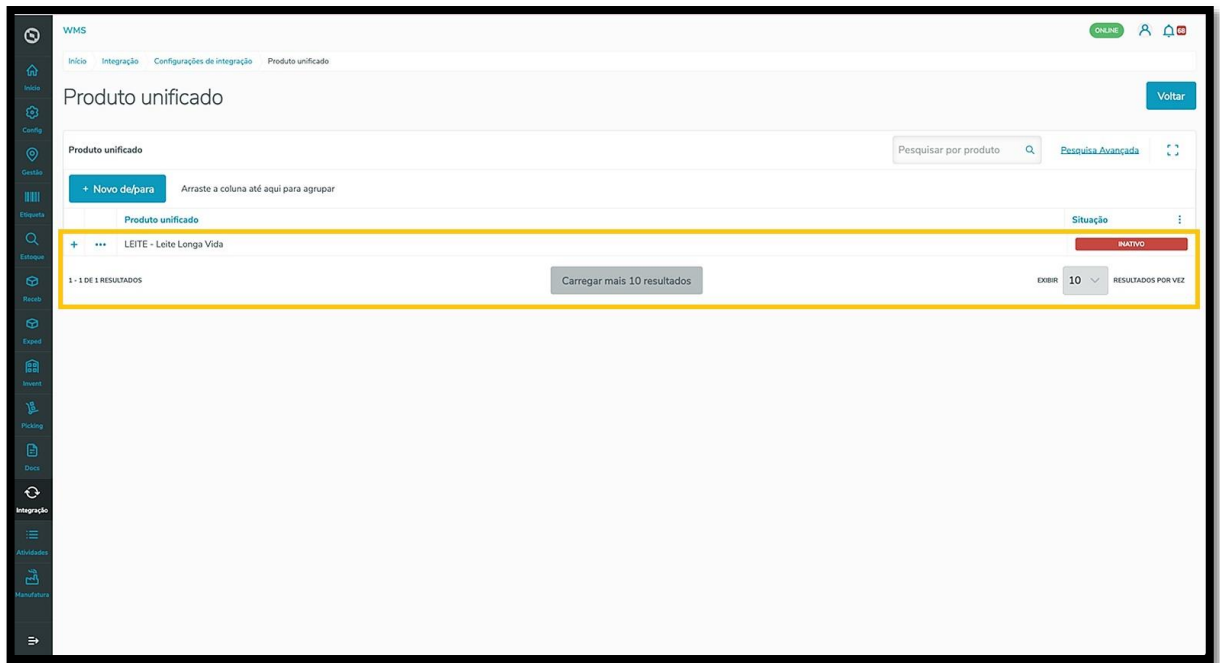 WMS
ONLINE
68
Início Integração Configurações de integração Produto unificado
Produto unificado
Voltar
Produto unificado
Pesquisar por produto
Pesquisa Avançada
+ Novo de/para
Arraste a coluna até aqui para agrupar
Produto unificado
Situação
LEITE - Leite Longa Vida
INATIVO
1 - 1 DE 1 RESULTADOS
Carregar mais 10 resultados
EXIBIR 10 RESULTADOS POR VEZ
Início
Config
Gestão
Etiqueta
Estoque
Receb
Exped
Invent
Picking
Docs
Integração
Atividades
Manufatura